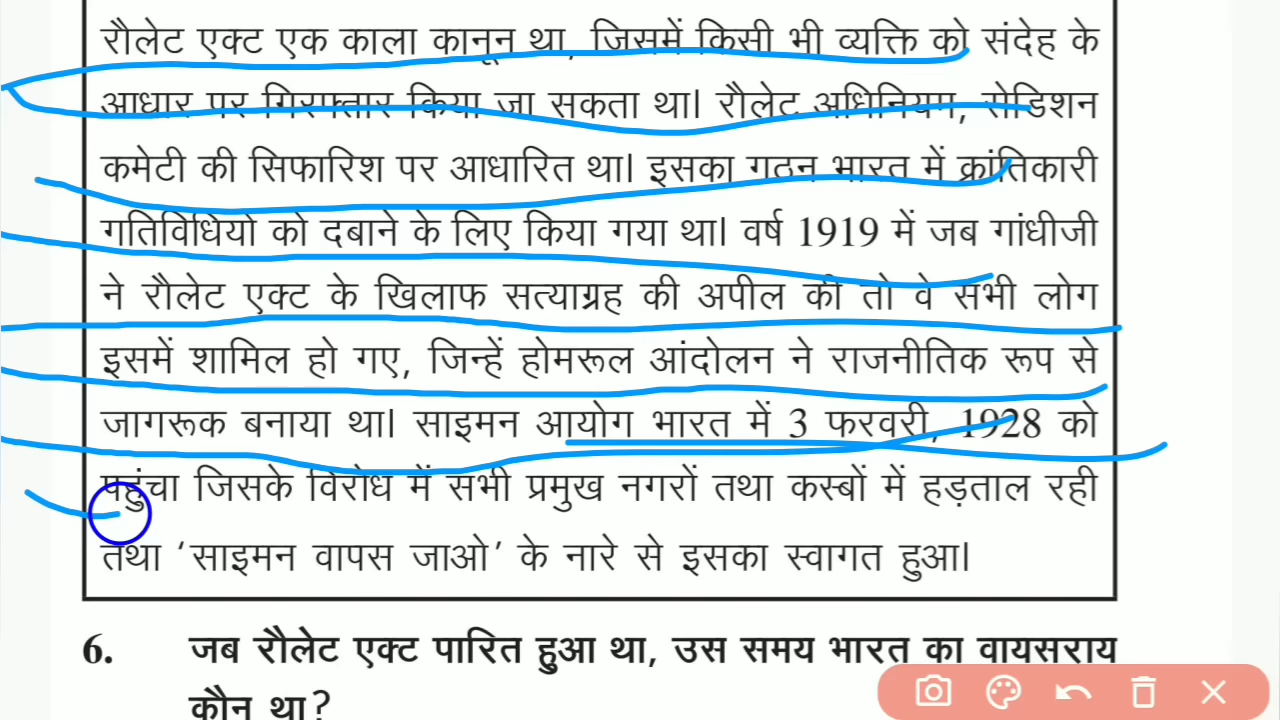 रौलेट एक्ट एक काला कानून था, जिसमें किसी भी व्यक्ति को संदेह के
आधार पर गिरफ्तार किया जा सकता था। रौलेट अधिनियम, सेडिशन
कमेटी की सिफारिश पर आधारित था। इसका गठन भारत में क्रांतिकारी
गतिविधियों को दबाने के लिए किया गया था। वर्ष 1919 में जब गांधीजी
ने रौलेट एक्ट के खिलाफ सत्याग्रह की अपील की तो वे सभी लोग
इसमें शामिल हो गए, जिन्हें होमरूल आंदोलन ने राजनीतिक रूप से
जागरूक बनाया था। साइमन आयोग भारत में 3 फरवरी, 1928 को
पहुंचा जिसके विरोध में सभी प्रमुख नगरों तथा कस्बों में हड़ताल रही
तथा ‘साइमन वापस जाओ’ के नारे से इसका स्वागत हुआ।
6. जब रौलेट एक्ट पारित हुआ था, उस समय भारत का वायसराय
कौन था?